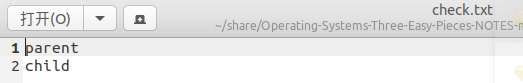 打开(O)
check.txt
~/share/Operating-Systems-Three-Easy-Pieces-NOTES-
1 parent
2 child